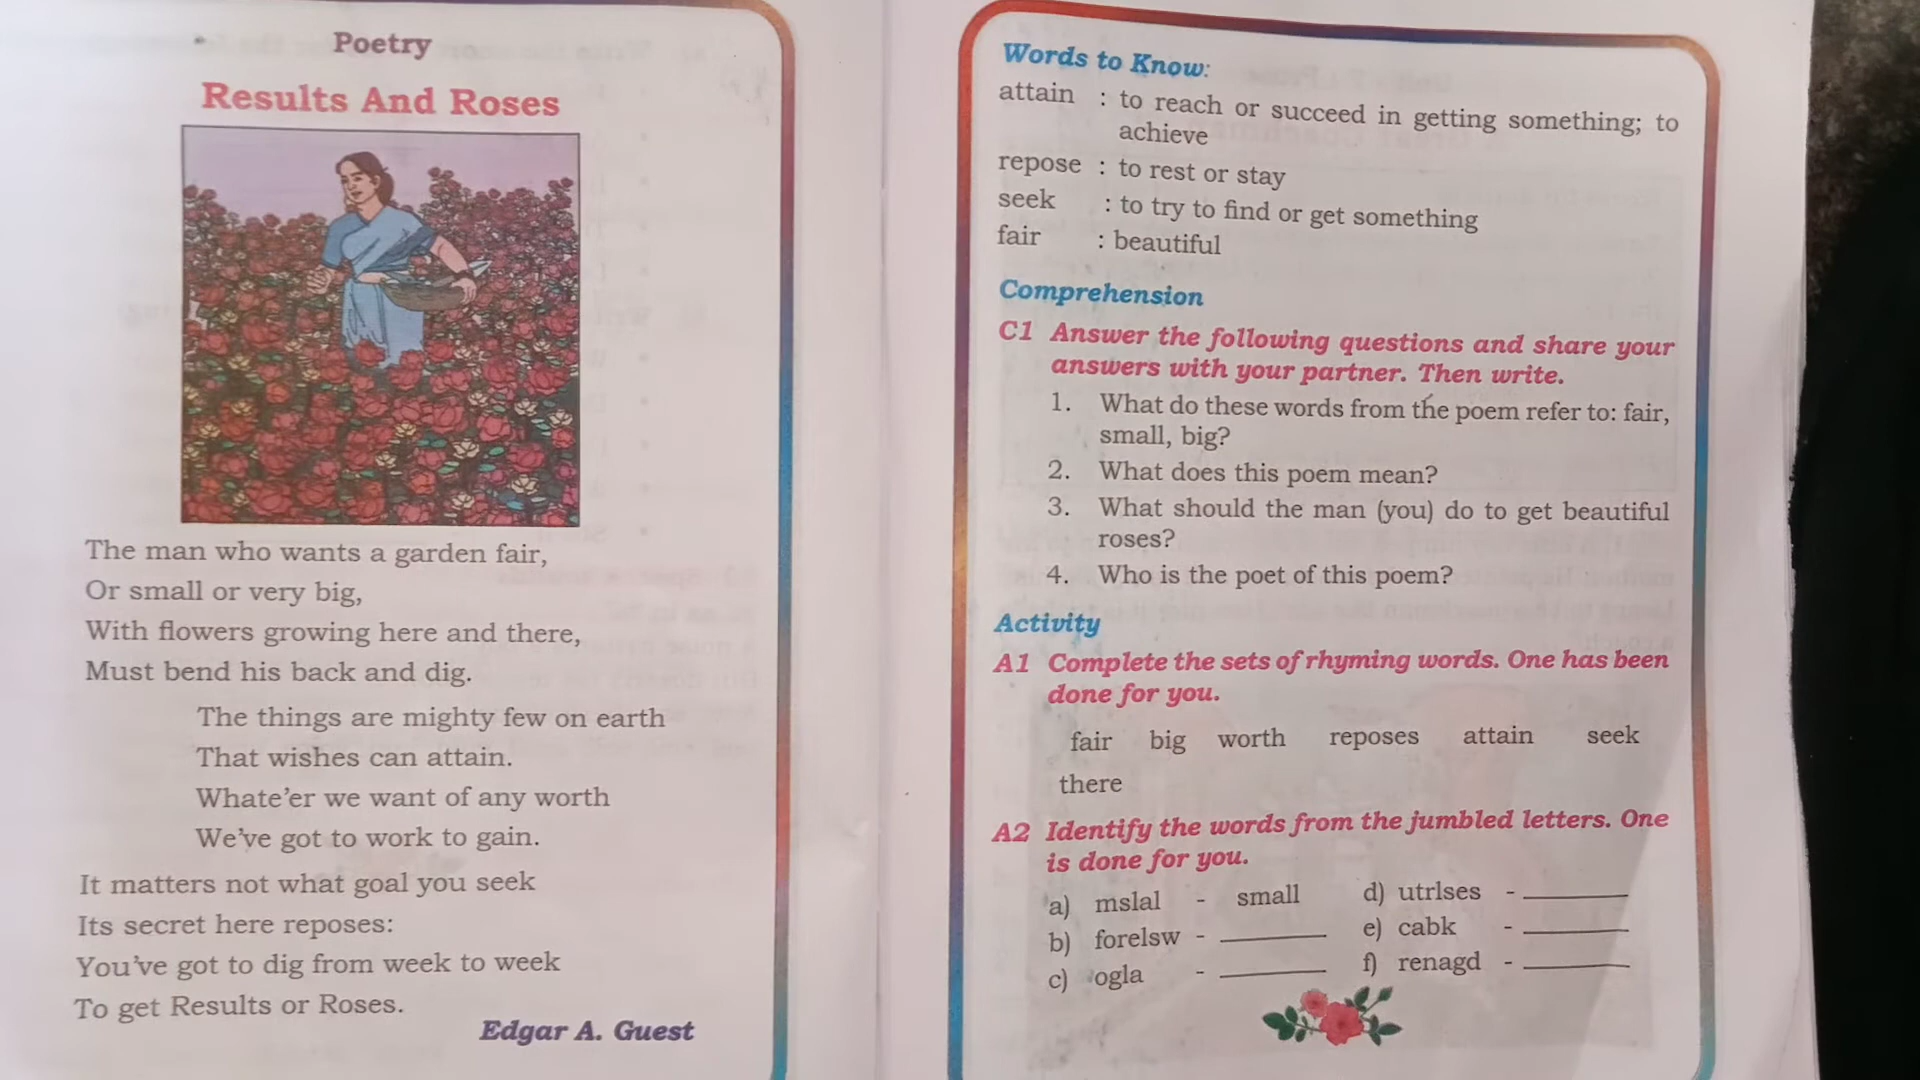 Poetry
Results And Roses
The man who wants a garden fair,
Or small or very big,
With flowers growing here and there,
Must bend his back and dig.
The things are mighty few on earth
That wishes can attain.
Whate'er we want of any worth
We've got to work to gain.
It matters not what goal you seek
Its secret here reposes:
You've got to dig from week to week
To get Results or Roses.
Edgar A. Guest
Words to Know:
attain : to reach or succeed in getting something; to
achieve
repose : to rest or stay
seek : to try to find or get something
fair : beautiful
Comprehension
C1 Answer the following questions and share your
answers with your partner. Then write.
1. What do these words from the poem refer to: fair,
small, big?
2. What does this poem mean?
3. What should the man (you) do to get beautiful
roses?
4. Who is the poet of this poem?
Activity
A1 Complete the sets of rhyming words. One has been
done for you.
fair big worth reposes attain seek
there
A2 Identify the words from the jumbled letters. One
is done for you.
a) mslal - small d) utrlses - ________
b) forelsw - ________ e) cabk - ________
c) ogla - ________ f) renagd - ________